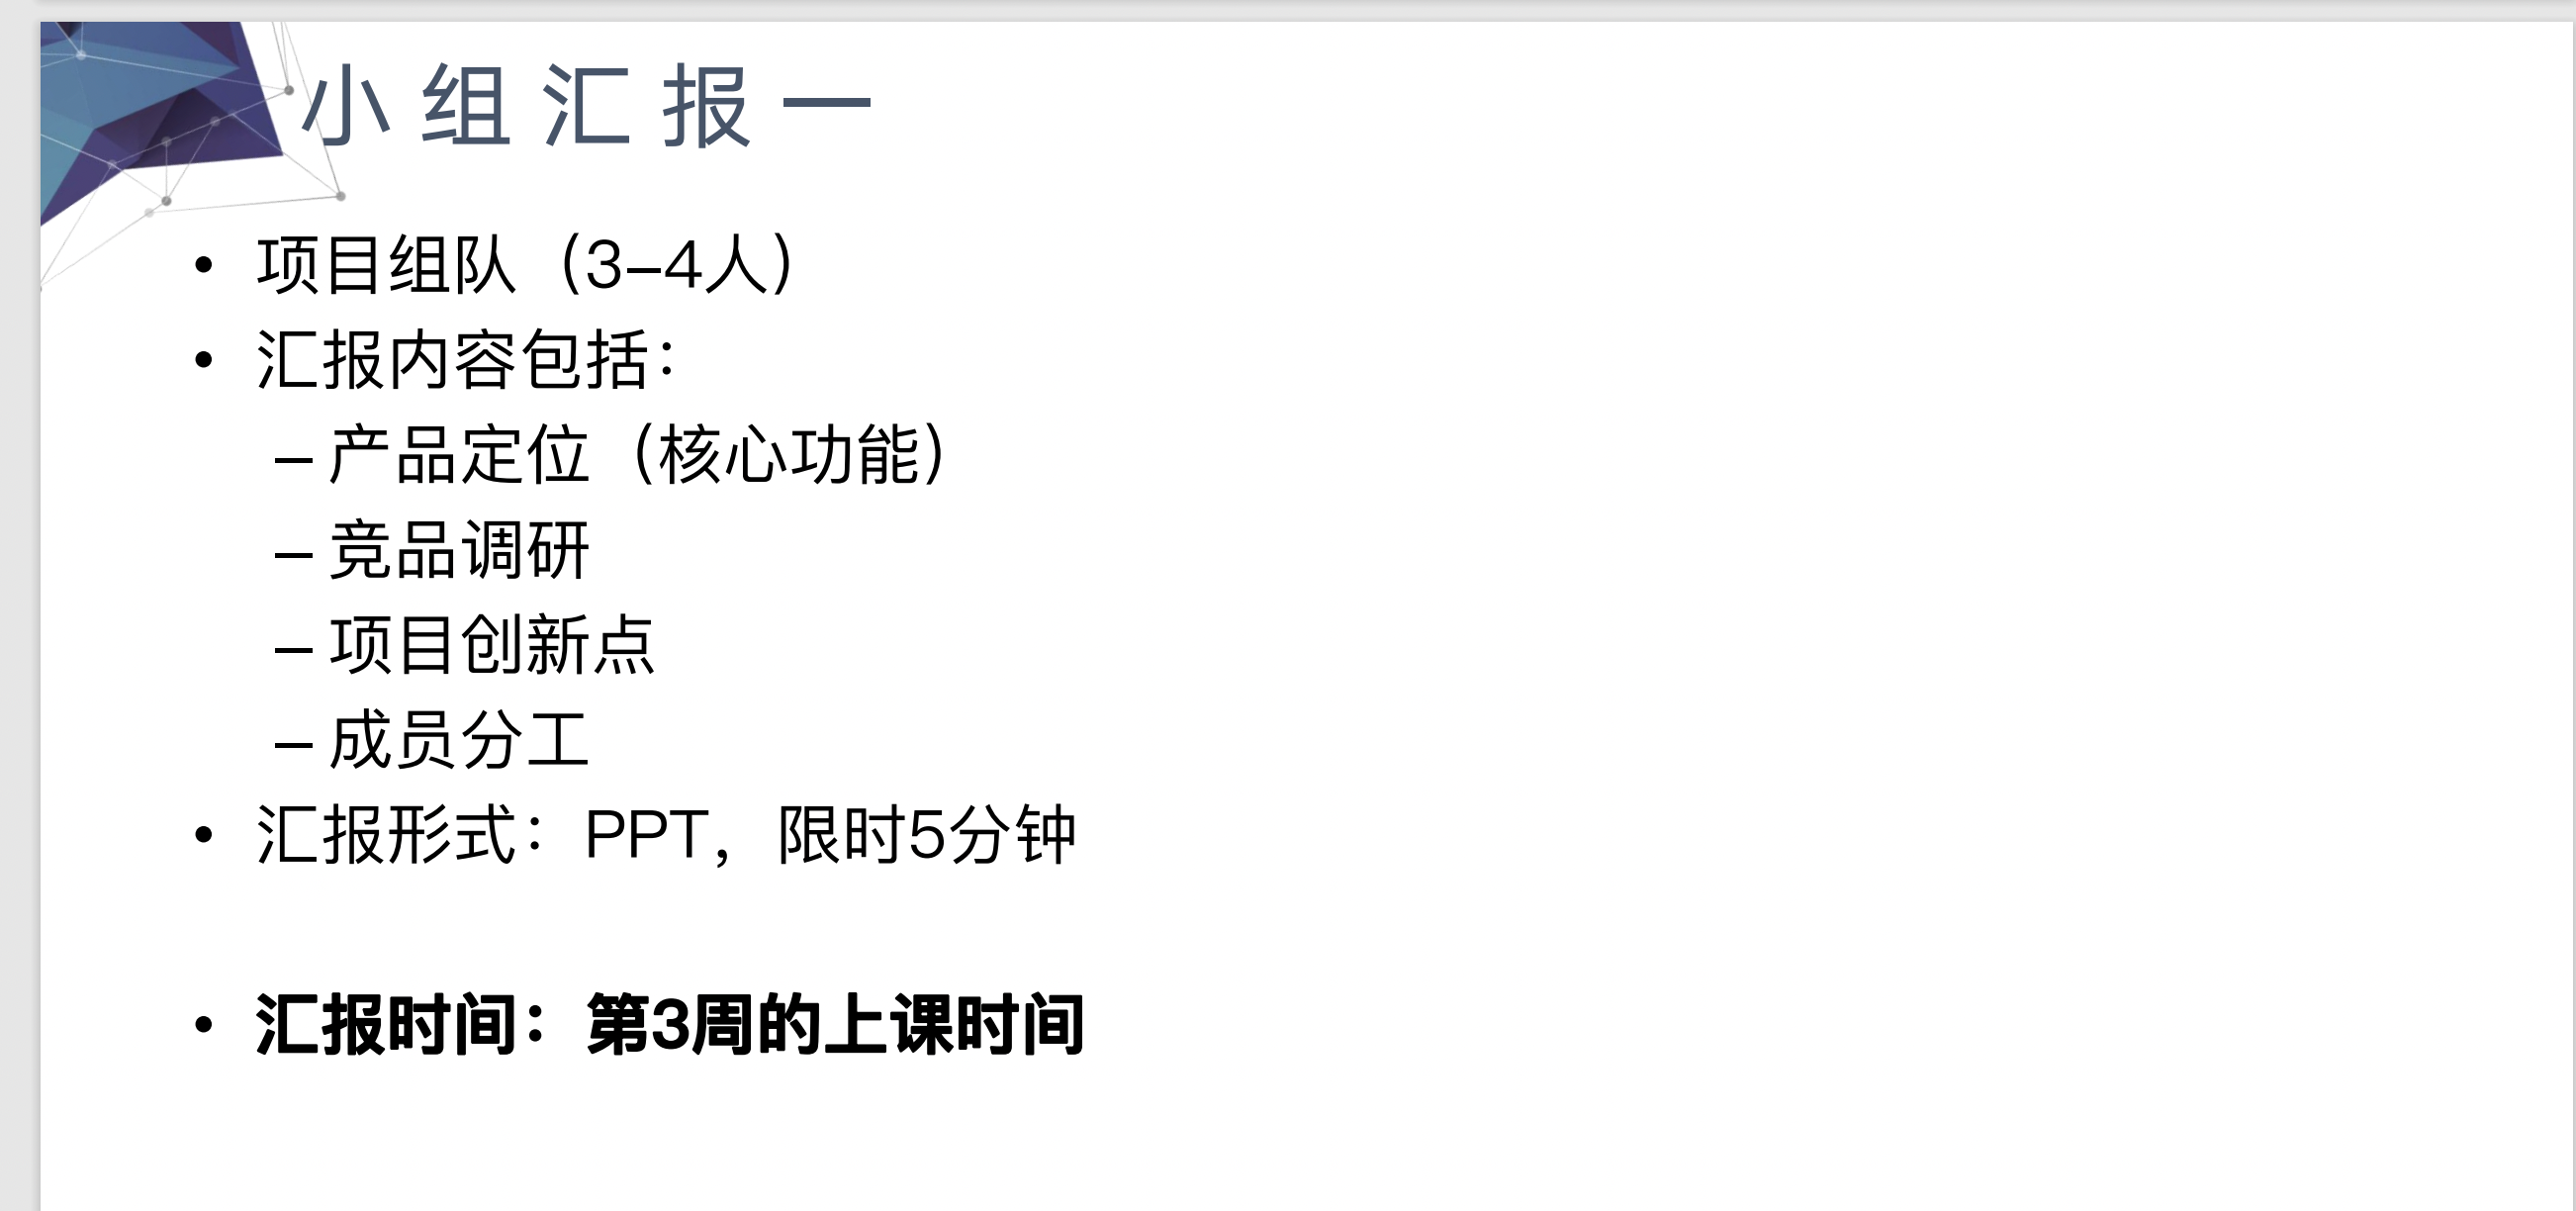 小组汇报一
• 项目组队（3-4人）
• 汇报内容包括：
– 产品定位（核心功能）
– 竞品调研
– 项目创新点
– 成员分工
• 汇报形式：PPT，限时5分钟
• 汇报时间：第3周的上课时间